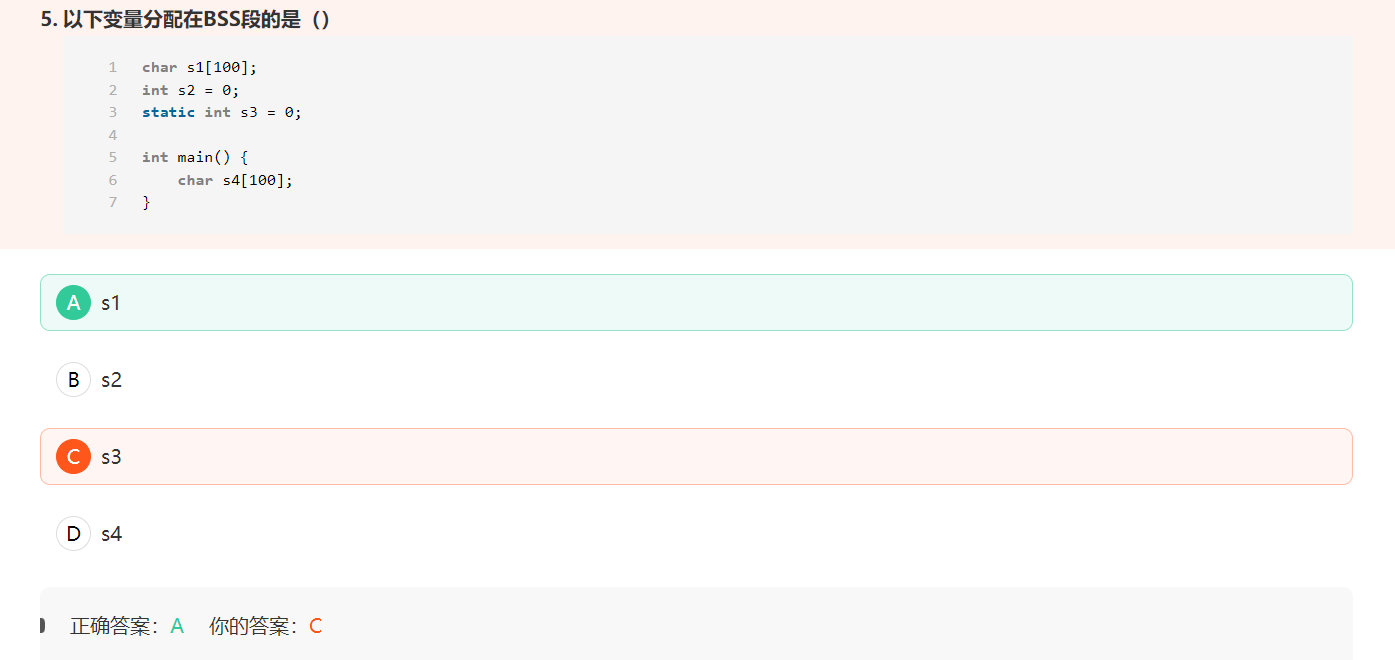 5. 以下变量分配在BSS段的是（）
1 char s1[100];
2 int s2 = 0;
3 static int s3 = 0;
4
5 int main() {
6     char s4[100];
7 }
A s1
B s2
C s3
D s4
正确答案：A 你的答案：C